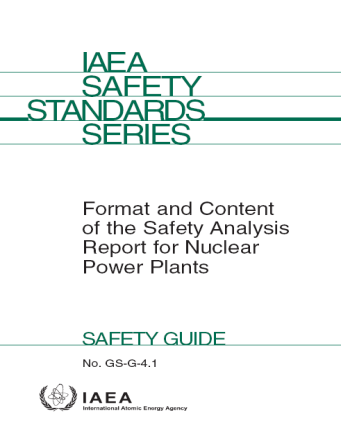 IAEA
SAFETY
STANDARDS
SERIES
Format and Content
of the Safety Analysis
Report for Nuclear
Power Plants
SAFETY GUIDE
No. GS-G-4.1
IAEA
International Atomic Energy Agency